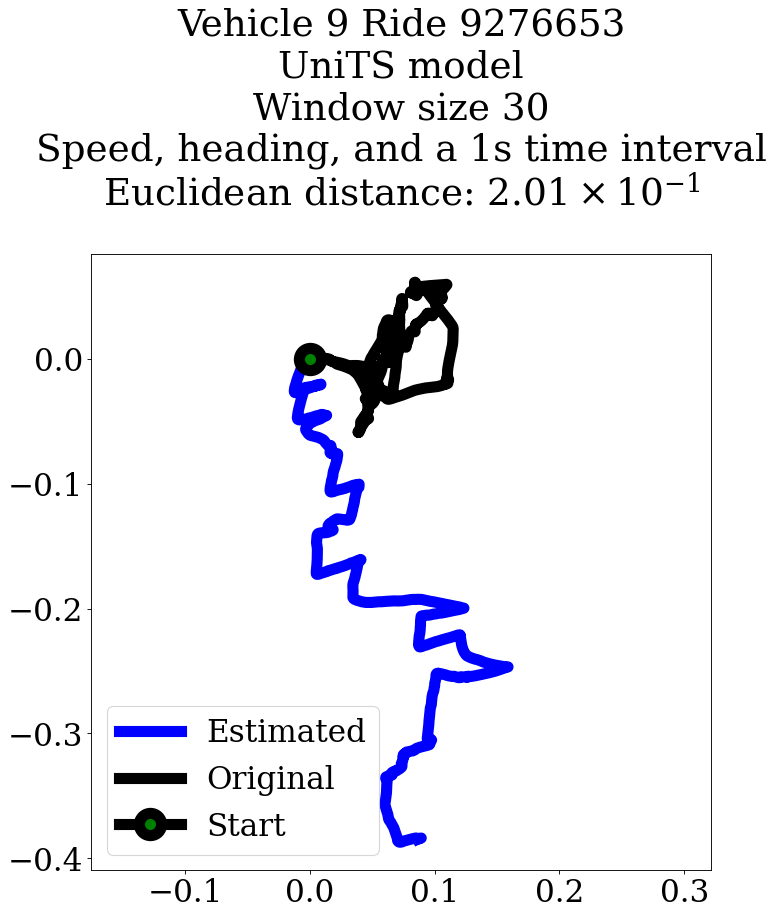 Vehicle 9 Ride 9276653
UniTS model
Window size 30
Speed, heading, and a 1s time interval
Euclidean distance: 2.01 × 10⁻¹
0.0
−0.1
−0.2
−0.3
−0.4
Estimated
Original
Start
−0.1 0.0 0.1 0.2 0.3